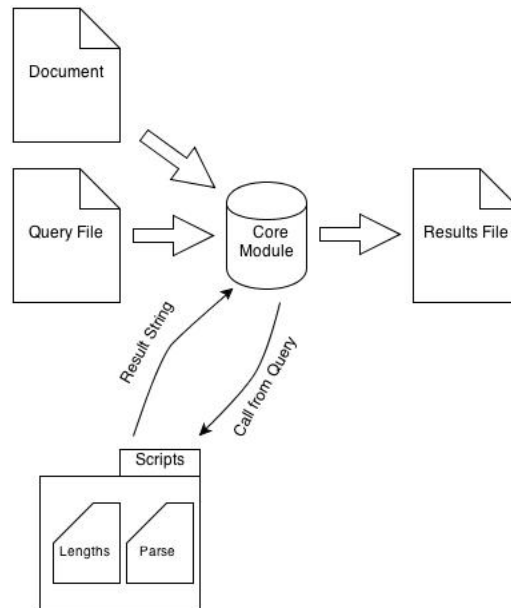 Document
Query File
Core
Module
Results File
Result String
Call from Query
Scripts
Lengths
Parse